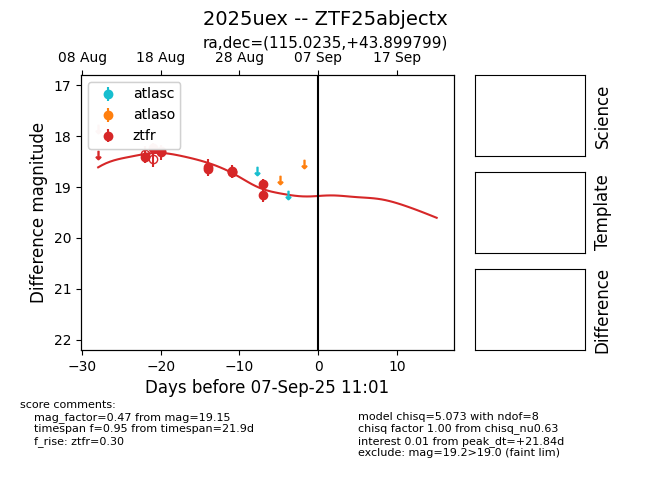 2025uex -- ZTF25abjectx
ra,dec=(115.0235,+43.899799)
08 Aug 18 Aug 28 Aug 07 Sep 17 Sep
atlasc
atlaso
ztfr
17
18
19
20
21
22
Difference magnitude
−30 −20 −10 0 10
Days before 07-Sep-25 11:01
Science
Template
Difference
score comments:
mag_factor=0.47 from mag=19.15
timespan f=0.95 from timespan=21.9d
f_rise: ztfr=0.30
model chisq=5.073 with ndof=8
chisq factor 1.00 from chisq_nu0.63
interest 0.01 from peak_dt=+21.84d
exclude: mag=19.2>19.0 (faint lim)